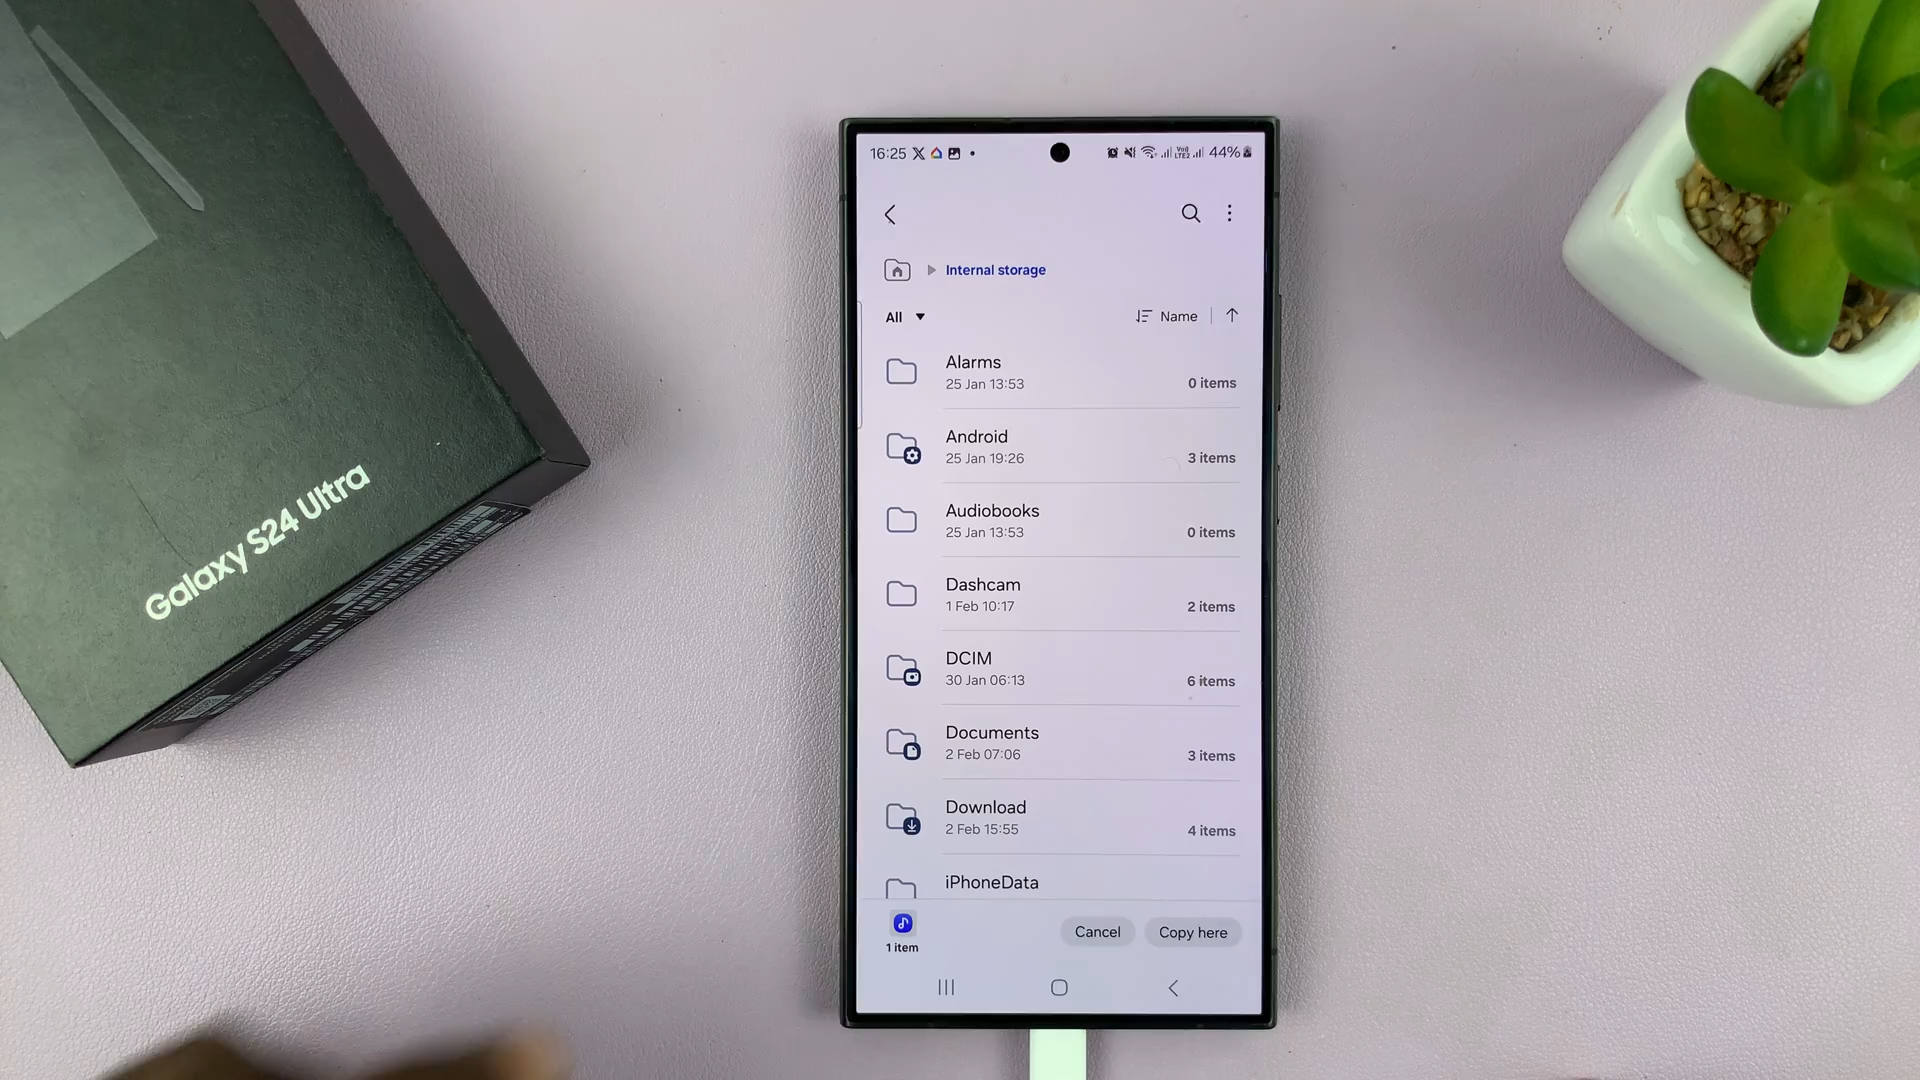 Galaxy S24 Ultra
16:25
Vo))
LTE2
44%
Internal storage
All
Name
Alarms
25 Jan 13:53
0 items
Android
25 Jan 19:26
3 items
Audiobooks
25 Jan 13:53
0 items
Dashcam
1 Feb 10:17
2 items
DCIM
30 Jan 06:13
6 items
Documents
2 Feb 07:06
3 items
Download
2 Feb 15:55
4 items
iPhoneData
1 item
Cancel
Copy here